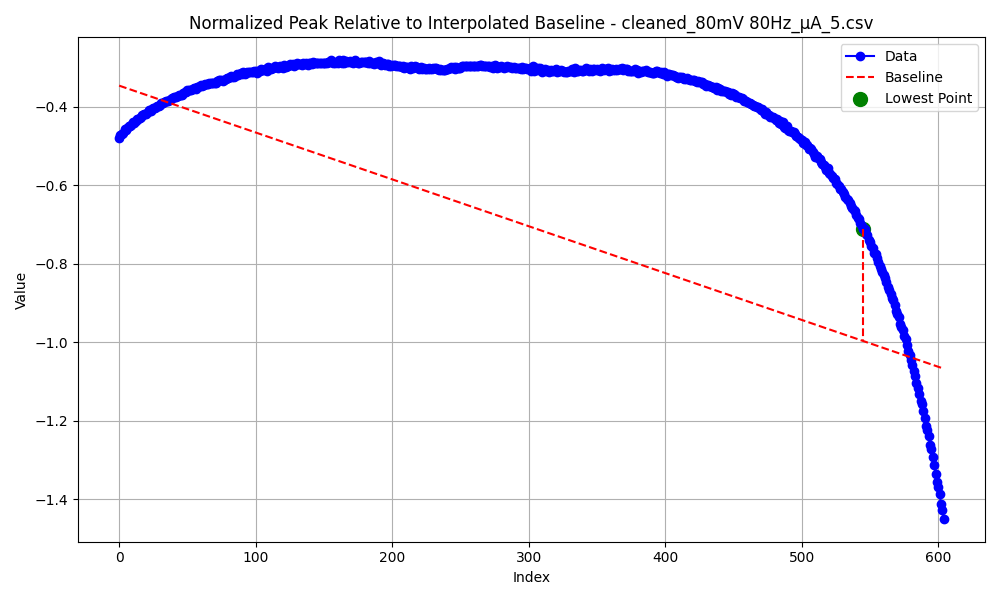 Normalized Peak Relative to Interpolated Baseline - cleaned_80mV 80Hz_μA_5.csv
Data
Baseline
Lowest Point
Value
−0.4
−0.6
−0.8
−1.0
−1.2
−1.4
0 100 200 300 400 500 600
Index